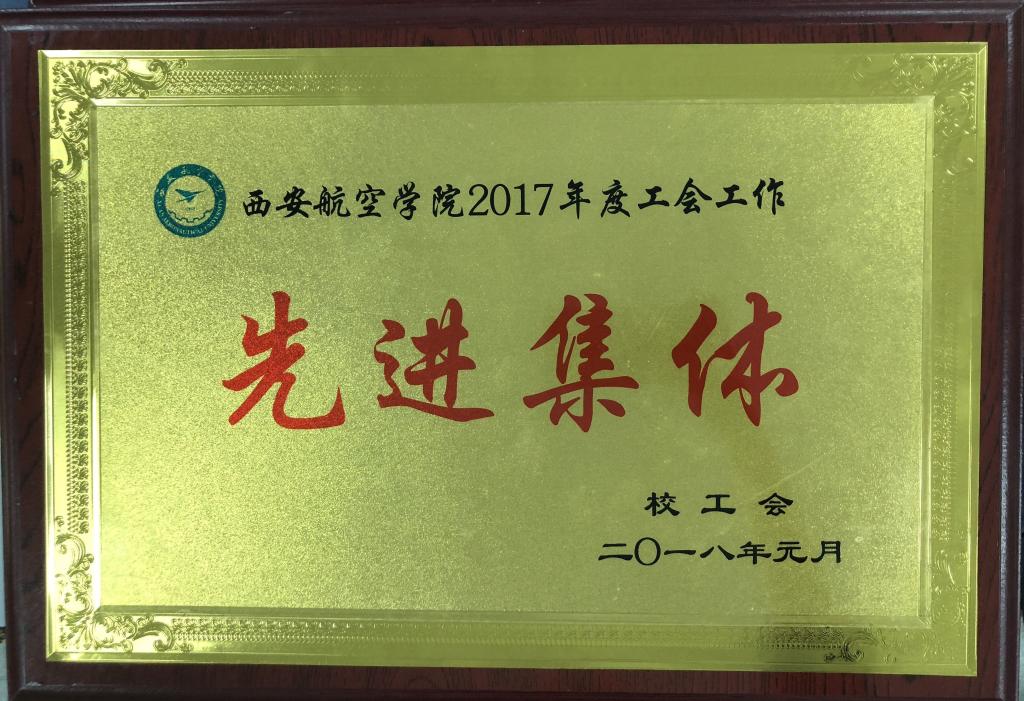 西安航空学院2017年度工会工作
先进集体
校工会
二〇一八年元月